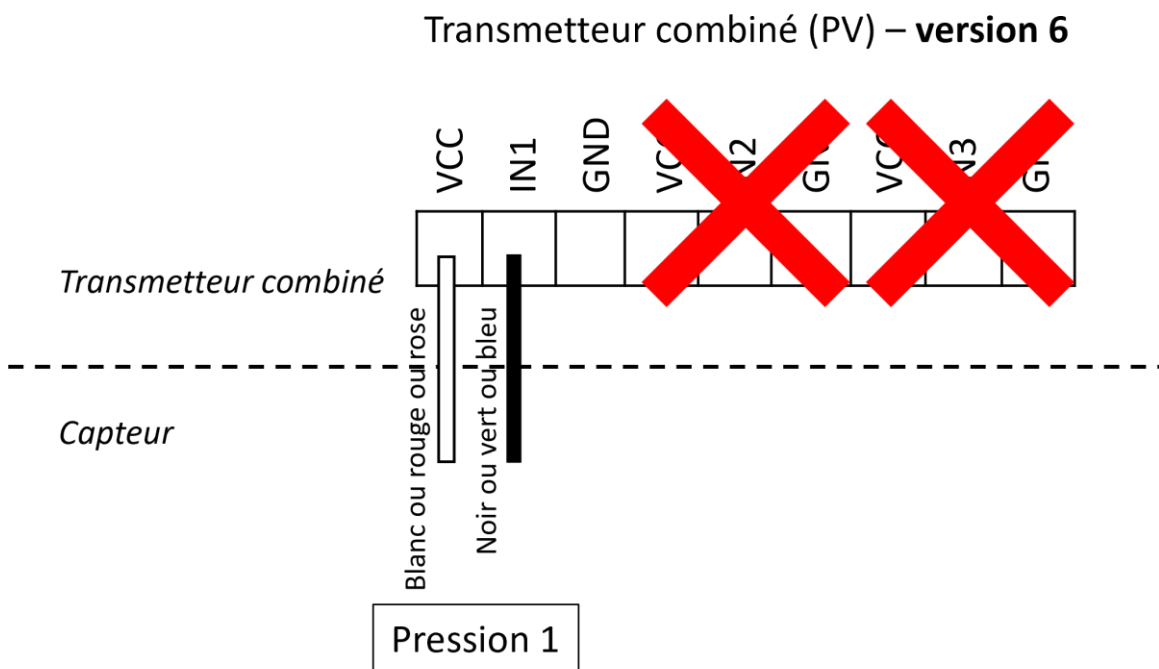 Transmetteur combiné (PV) – version 6
VCC
IN1
GND
Transmetteur combiné
Blanc ou rouge ou rose
Noir ou vert ou bleu
Capteur
Pression 1